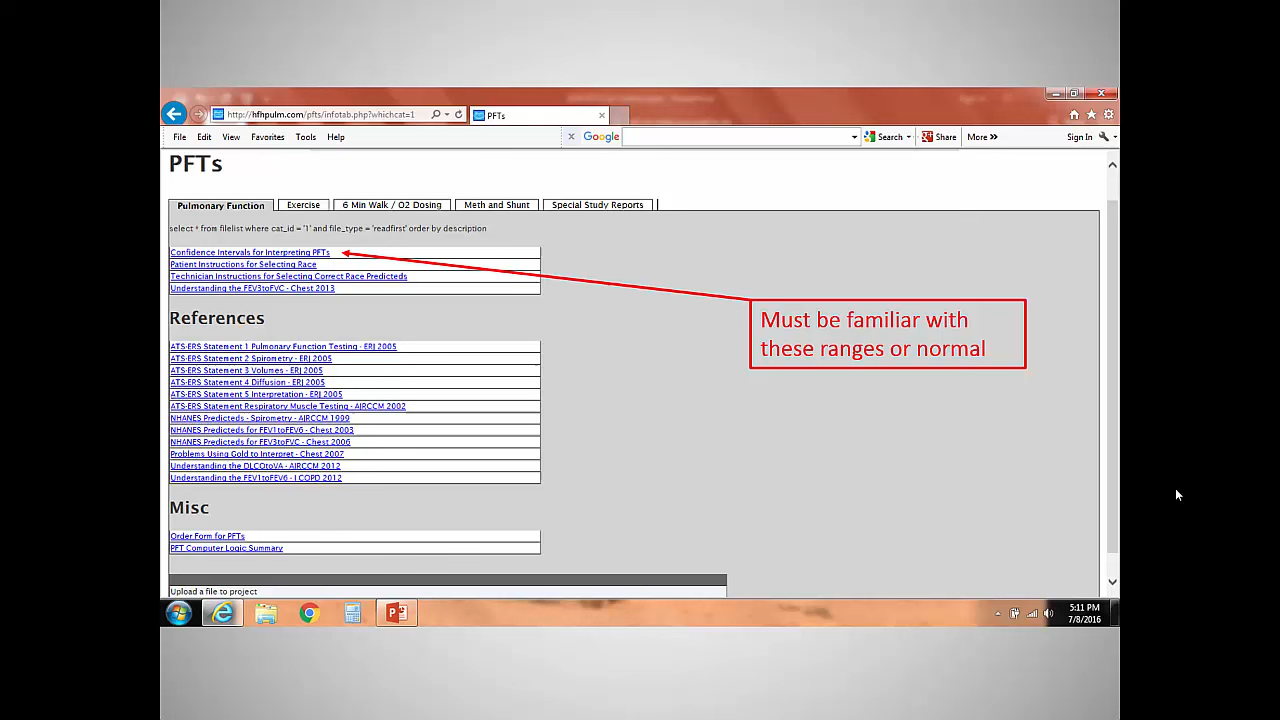 http://hfhpulm.com/pfts/infotab.php?whichcat=1
PFTs
File Edit View Favorites Tools Help
Google
Search
Share
More »
Sign In
PFTs
Pulmonary Function
Exercise
6 Min Walk / O2 Dosing
Meth and Shunt
Special Study Reports
select * from filelist where cat_id = '1' and file_type = 'readfirst' order by description
Confidence Intervals for Interpreting PFTs
Patient Instructions for Selecting Race
Technician Instructions for Selecting Correct Race Predicteds
Understanding the FEV3toFVC - Chest 2013
Must be familiar with
these ranges or normal
References
ATS-ERS Statement 1 Pulmonary Function Testing - ERJ 2005
ATS-ERS Statement 2 Spirometry - ERJ 2005
ATS-ERS Statement 3 Volumes - ERJ 2005
ATS-ERS Statement 4 Diffusion - ERJ 2005
ATS-ERS Statement 5 Interpretation - ERJ 2005
ATS-ERS Statement Respiratory Muscle Testing - AJRCCM 2002
NHANES Predicteds - Spirometry - AJRCCM 1999
NHANES Predicteds for FEV1toFEV6 - Chest 2003
NHANES Predicteds for FEV3toFVC - Chest 2006
Problems Using Gold to Interpret - Chest 2007
Understanding the DLCOtoVA - AJRCCM 2012
Understanding the FEV1toFEV6 - J COPD 2012
Misc
Order Form for PFTs
PFT Computer Logic Summary
Upload a file to project
5:11 PM
7/8/2016